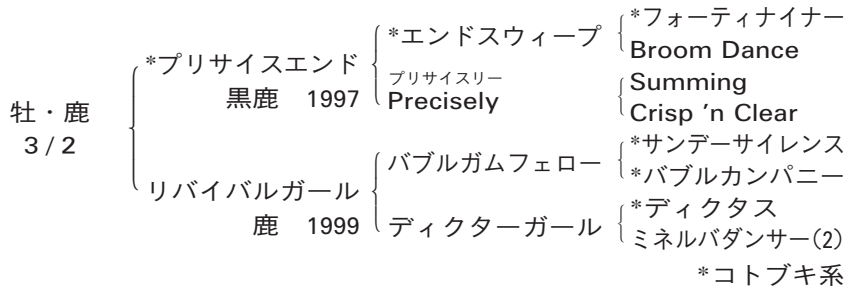 牡・鹿
3/2
*プリサイスエンド
黒鹿 1997
リバイバルガール
鹿 1999
*エンドスウィープ
プリサイスリー
Precisely
バブルガムフェロー
ディクターガール
*フォーティナイナー
Broom Dance
Summing
Crisp 'n Clear
*サンデーサイレンス
*バブルカンパニー
*ディクタス
ミネルバダンサー(2)
*コトブキ系